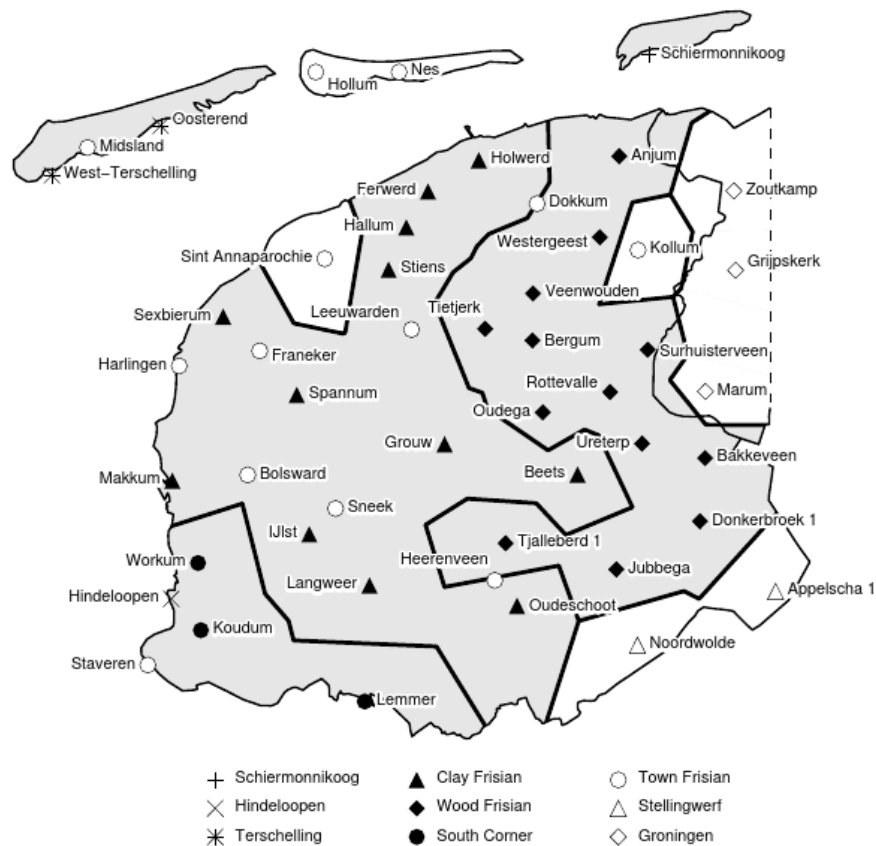 Schiermonnikoog
Hollum
Nes
Oosterend
Midsland
West–Terschelling
Holwerd
Anjum
Ferwerd
Dokkum
Zoutkamp
Hallum
Westergeest
Kollum
Sint Annaparochie
Stiens
Grijpskerk
Veenwouden
Sexbierum
Leeuwarden
Tietjerk
Bergum
Surhuisterveen
Harlingen
Franeker
Spannum
Rottevalle
Marum
Oudega
Grouw
Ureterp
Bakkeveen
Makkum
Bolsward
Beets
Sneek
Donkerbroek 1
IJlst
Tjalleberd 1
Workum
Heerenveen
Jubbega
Hindeloopen
Langweer
Appelscha 1
Koudum
Oudeschoot
Noordwolde
Staveren
Lemmer
Schiermonnikoog
Clay Frisian
Town Frisian
Hindeloopen
Wood Frisian
Stellingwerf
Terschelling
South Corner
Groningen